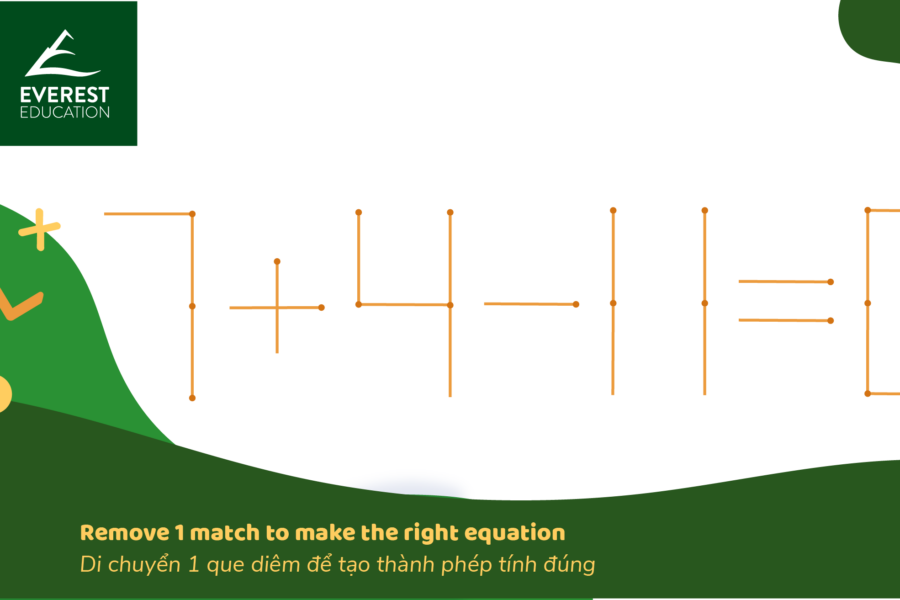 EVEREST
EDUCATION
7+4-11=
Remove 1 match to make the right equation
Di chuyển 1 que diêm để tạo thành phép tính đúng